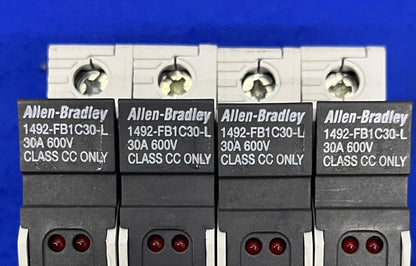 Allen-Bradley
1492-FB1C30-L
30A 600V
CLASS CC ONLY
Allen-Bradley
1492-FB1C30-L
30A 600V
CLASS CC ONLY
Allen-Bradley
1492-FB1C30-L
30A 600V
CLASS CC ONLY
Allen-Bradley
1492-FB1C30-L
30A 600V
CLASS CC ONLY